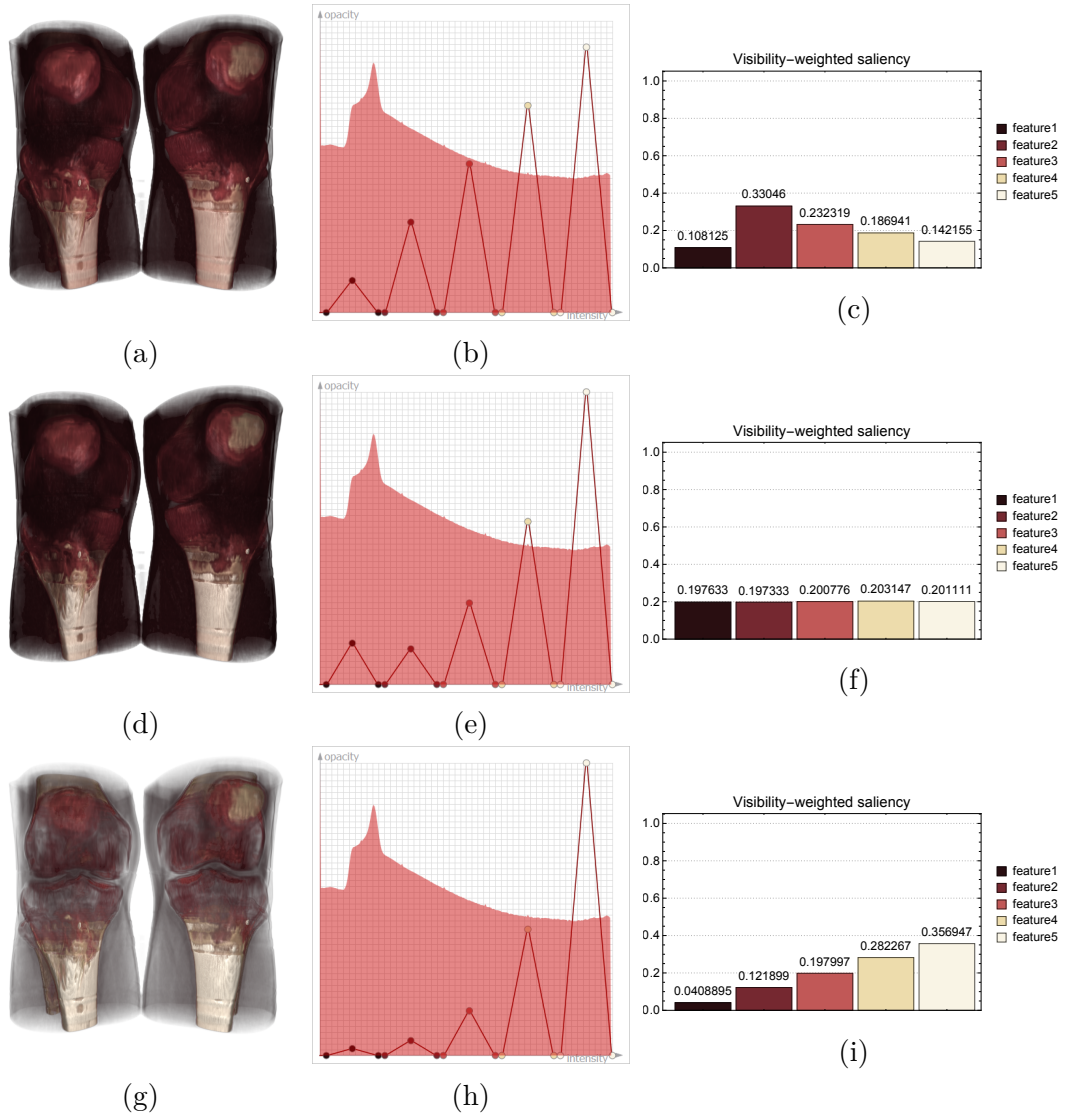 opacity
intensity
Visibility-weighted saliency
1.0
0.8
0.6
0.4
0.2
0.0
0.108125
0.33046
0.232319
0.186941
0.142155
feature1
feature2
feature3
feature4
feature5
(a)
(b)
(c)
opacity
intensity
Visibility-weighted saliency
1.0
0.8
0.6
0.4
0.2
0.0
0.197633
0.197333
0.200776
0.203147
0.201111
feature1
feature2
feature3
feature4
feature5
(d)
(e)
(f)
opacity
intensity
Visibility-weighted saliency
1.0
0.8
0.6
0.4
0.2
0.0
0.0408895
0.121899
0.197997
0.282267
0.356947
feature1
feature2
feature3
feature4
feature5
(g)
(h)
(i)